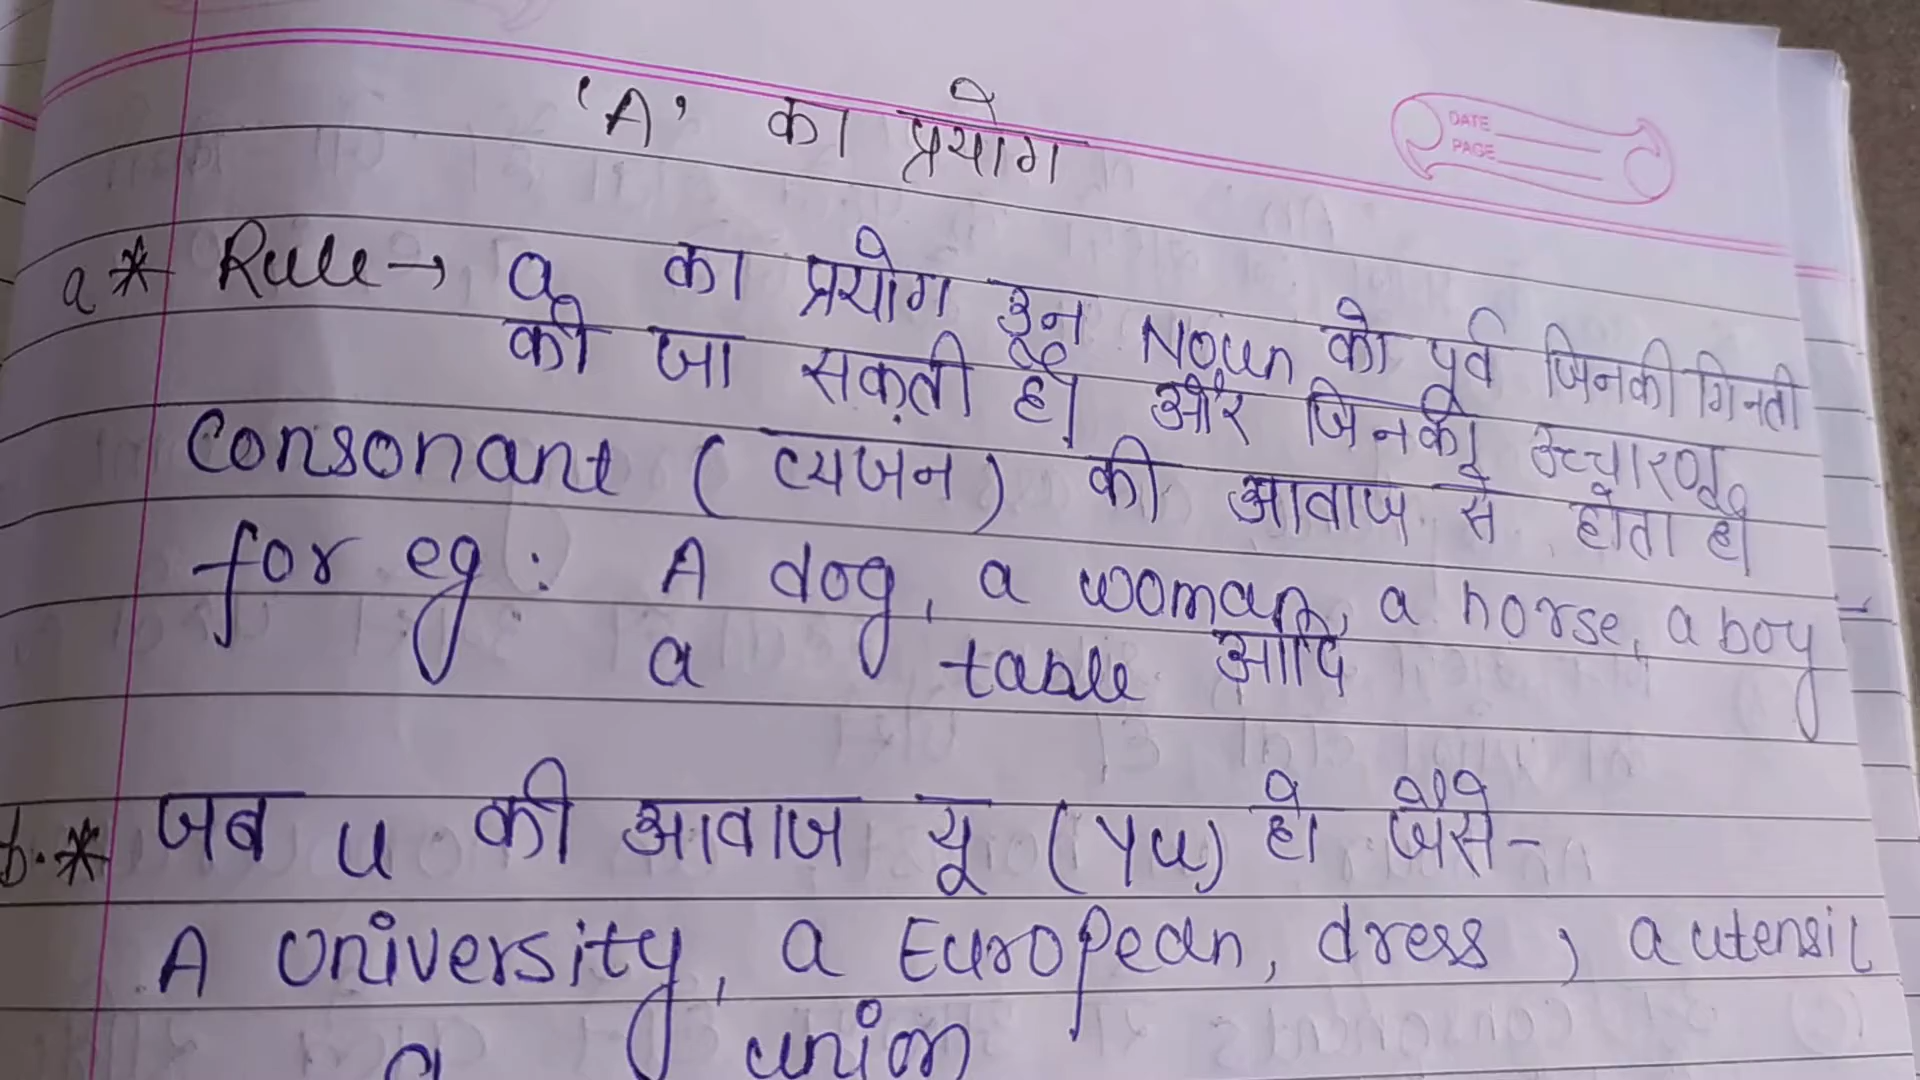 'A' का प्रयोग
DATE
PAGE
a* Rule → a का प्रयोग उन Noun को पूर्व जिनकी गिनती
की जा सकती है। और जिनकी उच्चारण
Consonant (व्यजन) की आवाज से होता है।
for eg: A dog, a woman, a horse, a boy
a table आदि
b.* जब u की आवाज यू (yu) हो जैसे-
A University, a European, dress, a utensil
a union